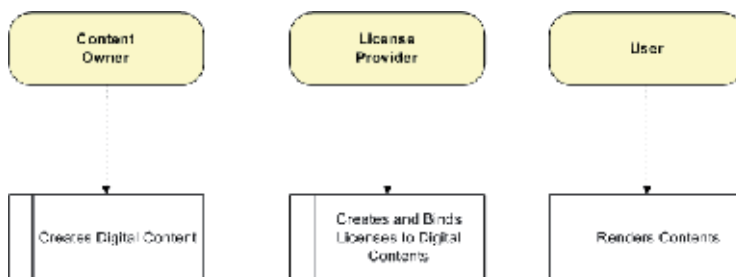 Content
Owner
License
Provider
User
Creates Digital Content
Creates and Binds
Licenses to Digital
Contents
Renders Contents